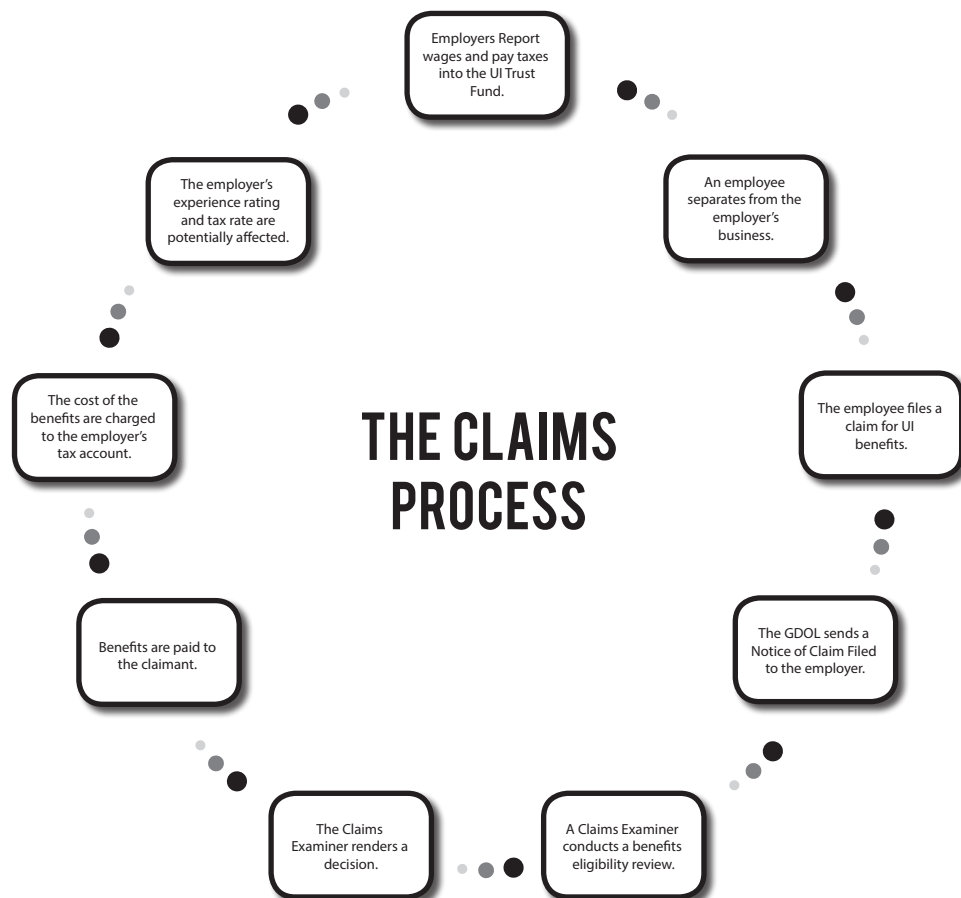 Employers Report
wages and pay taxes
into the UI Trust
Fund.
An employee
separates from the
employer's
business.
The employee files a
claim for UI
benefits.
The GDOL sends a
Notice of Claim Filed
to the employer.
A Claims Examiner
conducts a benefits
eligibility review.
The Claims
Examiner renders a
decision.
Benefits are paid to
the claimant.
The cost of the
benefits are charged
to the employer's
tax account.
The employer's
experience rating
and tax rate are
potentially affected.
THE CLAIMS
PROCESS